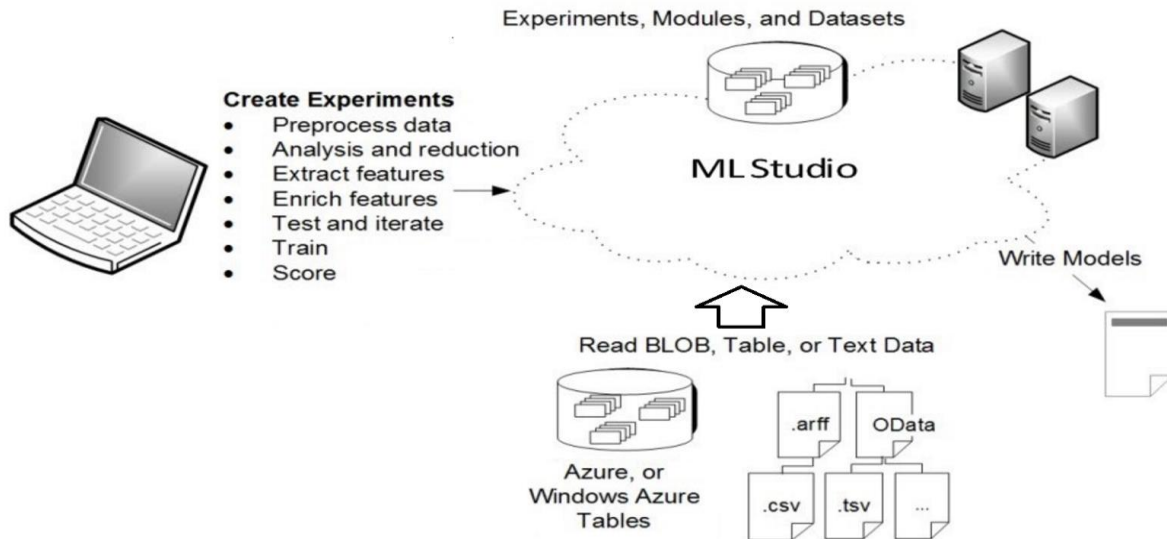 Experiments, Modules, and Datasets
Create Experiments
• Preprocess data
• Analysis and reduction
• Extract features
• Enrich features
• Test and iterate
• Train
• Score
ML Studio
Write Models
Read BLOB, Table, or Text Data
.arff
OData
.csv
.tsv
...
Azure, or
Windows Azure
Tables